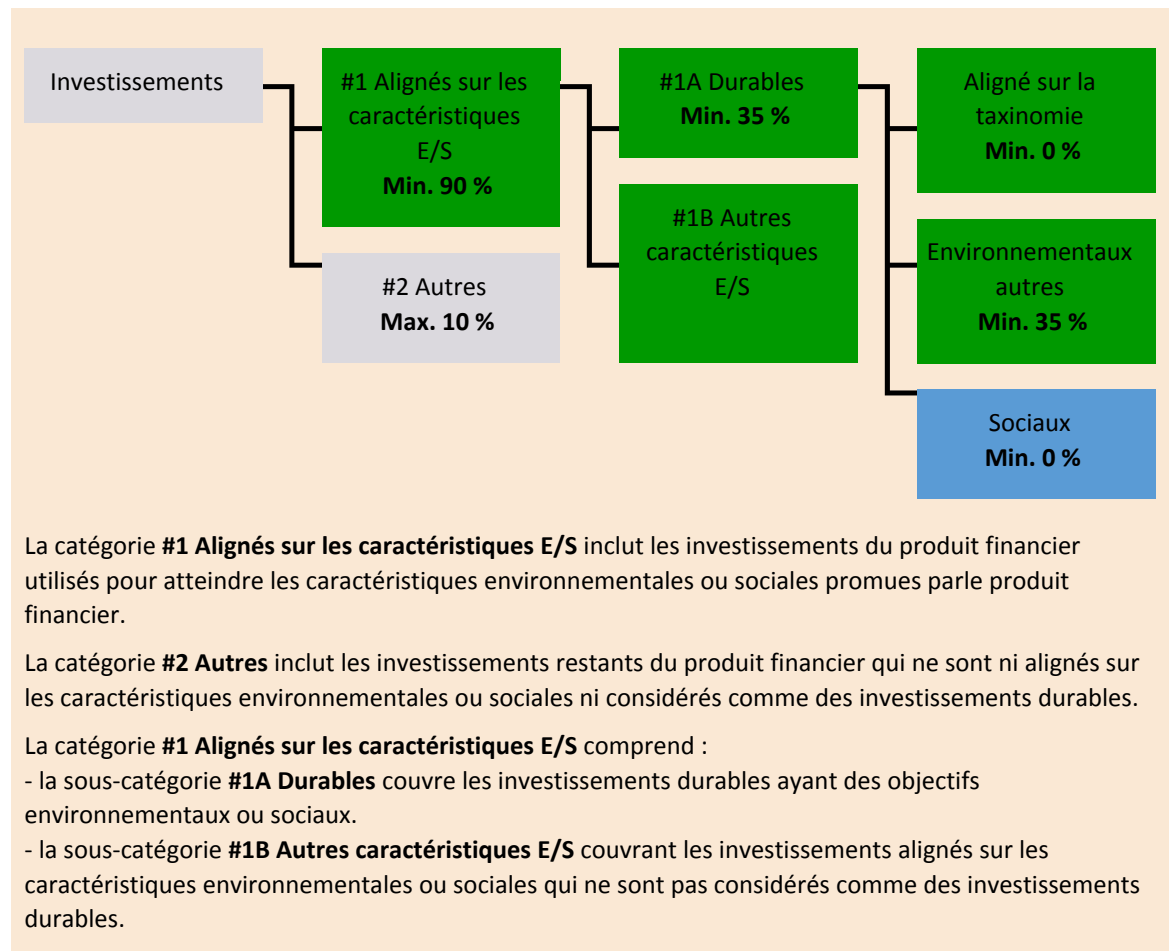 Investissements
#1 Alignés sur les
caractéristiques
E/S
Min. 90 %
#2 Autres
Max. 10 %
#1A Durables
Min. 35 %
#1B Autres
caractéristiques
E/S
Aligné sur la
taxinomie
Min. 0 %
Environnementaux
autres
Min. 35 %
Sociaux
Min. 0 %
La catégorie #1 Alignés sur les caractéristiques E/S inclut les investissements du produit financier
utilisés pour atteindre les caractéristiques environnementales ou sociales promues parle produit
financier.
La catégorie #2 Autres inclut les investissements restants du produit financier qui ne sont ni alignés sur
les caractéristiques environnementales ou sociales ni considérés comme des investissements durables.
La catégorie #1 Alignés sur les caractéristiques E/S comprend :
- la sous-catégorie #1A Durables couvre les investissements durables ayant des objectifs
environnementaux ou sociaux.
- la sous-catégorie #1B Autres caractéristiques E/S couvrant les investissements alignés sur les
caractéristiques environnementales ou sociales qui ne sont pas considérés comme des investissements
durables.